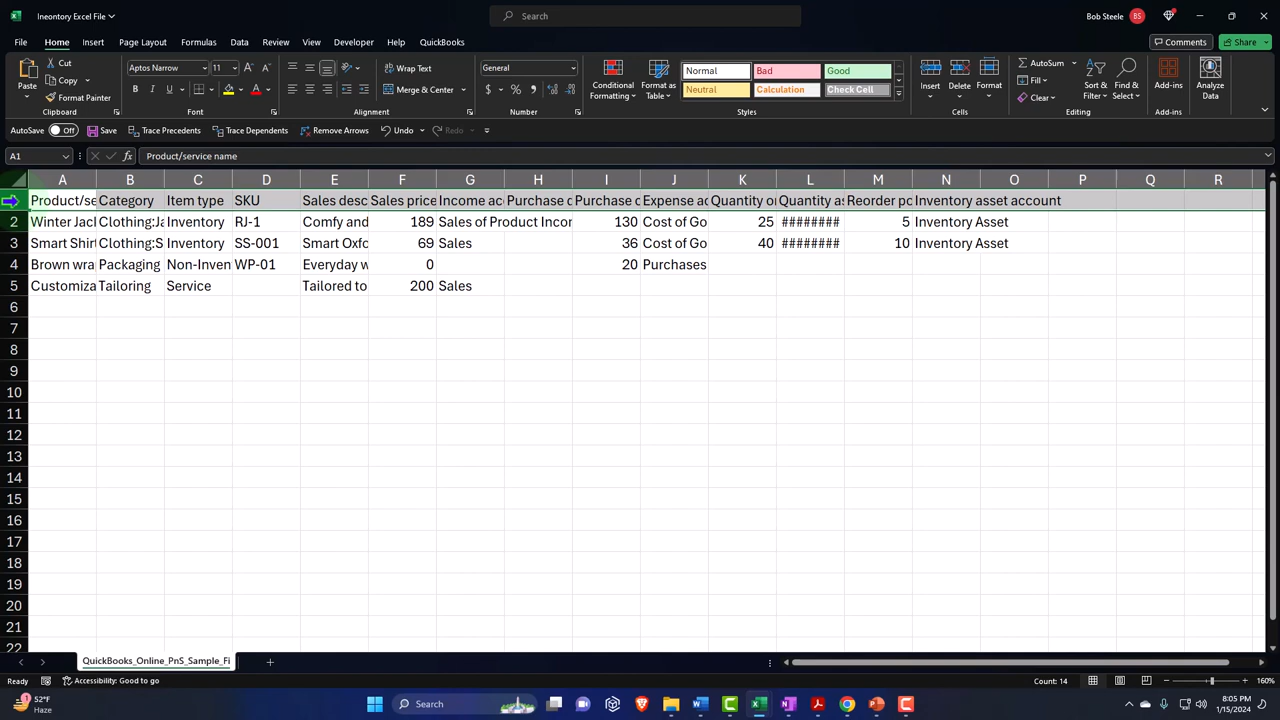 Ineontory Excel File
Search
Bob Steele BS
File Home Insert Page Layout Formulas Data Review View Developer Help QuickBooks
Comments Share
Paste Cut Copy Format Painter Clipboard
Aptos Narrow 11 B I U A Font
Wrap Text Merge & Center Alignment
General $ % Number
Conditional Formatting Format as Table
Normal Bad Good
Neutral Calculation Check Cell
Styles
Insert Delete Format Cells
AutoSum Fill Clear Sort & Filter Find & Select Editing
Add-ins Add-ins
Analyze Data
AutoSave Off Save Trace Precedents Trace Dependents Remove Arrows Undo Redo
A1 fx Product/service name
A B C D E F G H I J K L M N O P Q R
Product/se Category Item type SKU Sales desc Sales price Income ac Purchase d Purchase c Expense ac Quantity o Quantity as Reorder po Inventory asset account
2 Winter Jack Clothing:Ja Inventory RJ-1 Comfy and 189 Sales of Product Incon 130 Cost of Go 25 ######## 5 Inventory Asset
3 Smart Shirt Clothing:S Inventory SS-001 Smart Oxfo 69 Sales 36 Cost of Go 40 ######## 10 Inventory Asset
4 Brown wra Packaging Non-Inven WP-01 Everyday w 0 20 Purchases
5 Customiza Tailoring Service Tailored to 200 Sales
6
7
8
9
10
11
12
13
14
15
16
17
18
19
20
21
22
QuickBooks_Online_PnS_Sample_Fi
Ready Accessibility: Good to go Count: 14 160%
1 52°F
Haze
Search
8:05 PM
1/15/2024